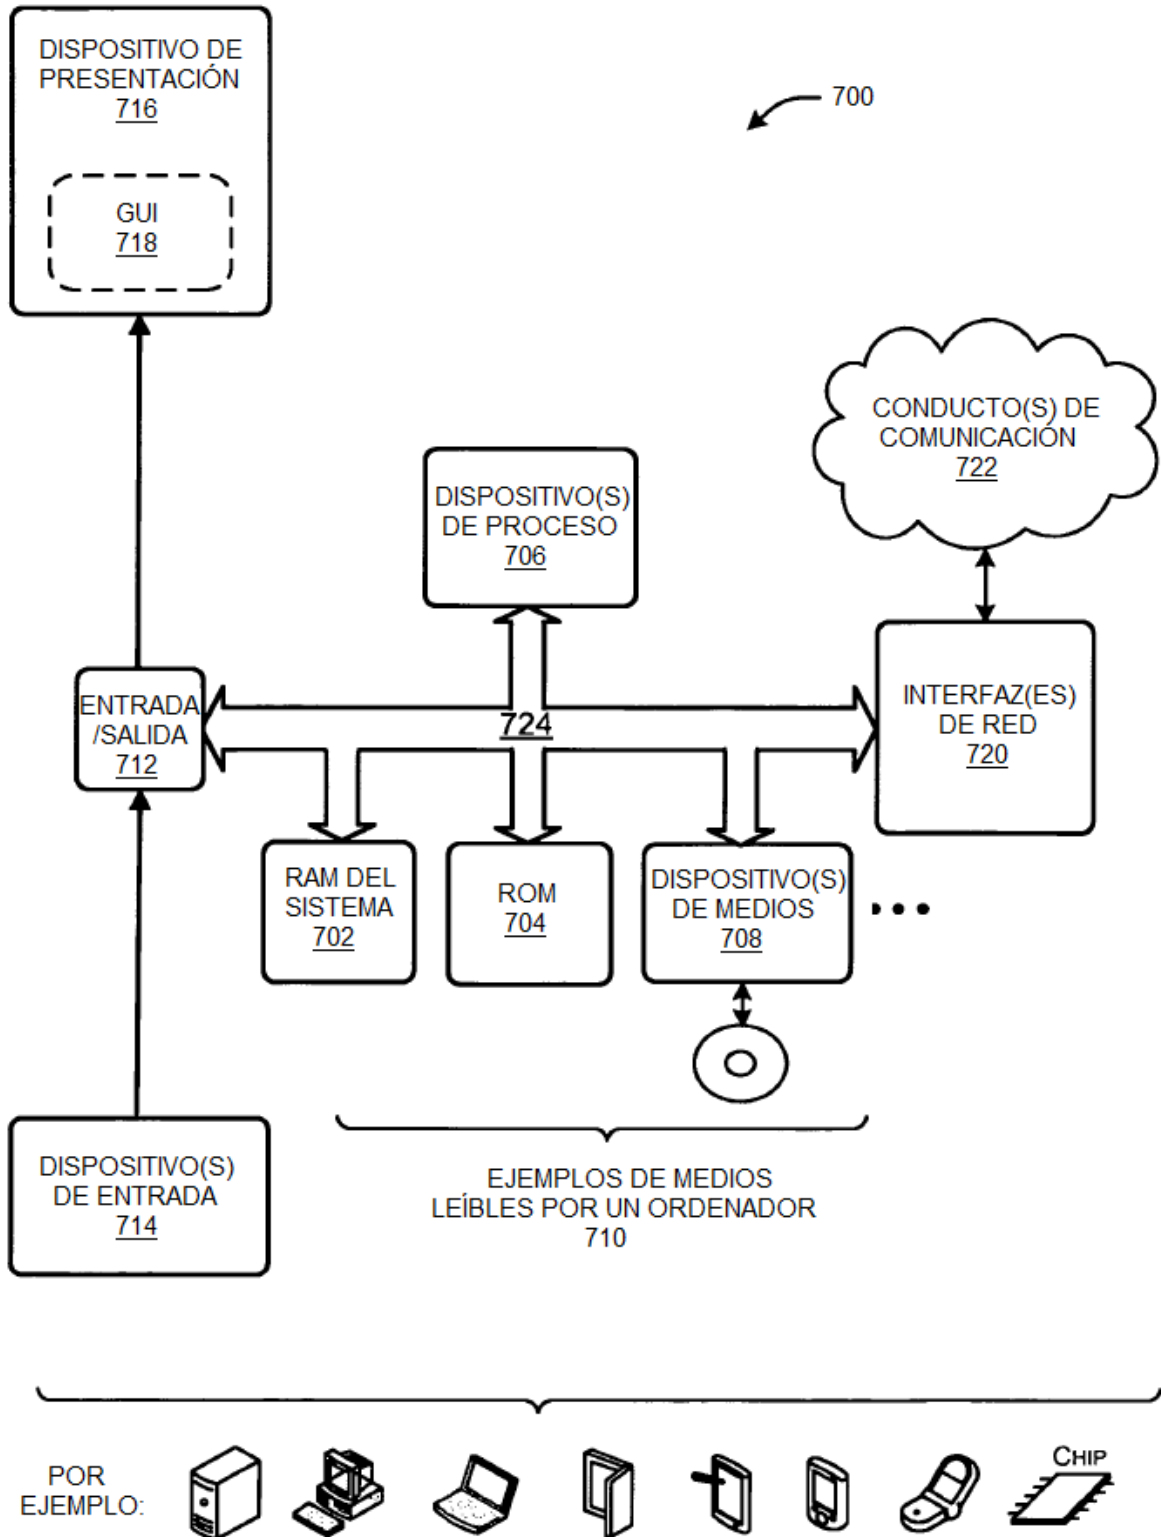 DISPOSITIVO DE
PRESENTACIÓN
716
GUI
718
700
CONDUCTO(S) DE
COMUNICACIÓN
722
DISPOSITIVO(S)
DE PROCESO
706
ENTRADA
/SALIDA
712
724
INTERFAZ(ES)
DE RED
720
RAM DEL
SISTEMA
702
ROM
704
DISPOSITIVO(S)
DE MEDIOS
708
DISPOSITIVO(S)
DE ENTRADA
714
EJEMPLOS DE MEDIOS
LEÍBLES POR UN ORDENADOR
710
POR
EJEMPLO:
CHIP